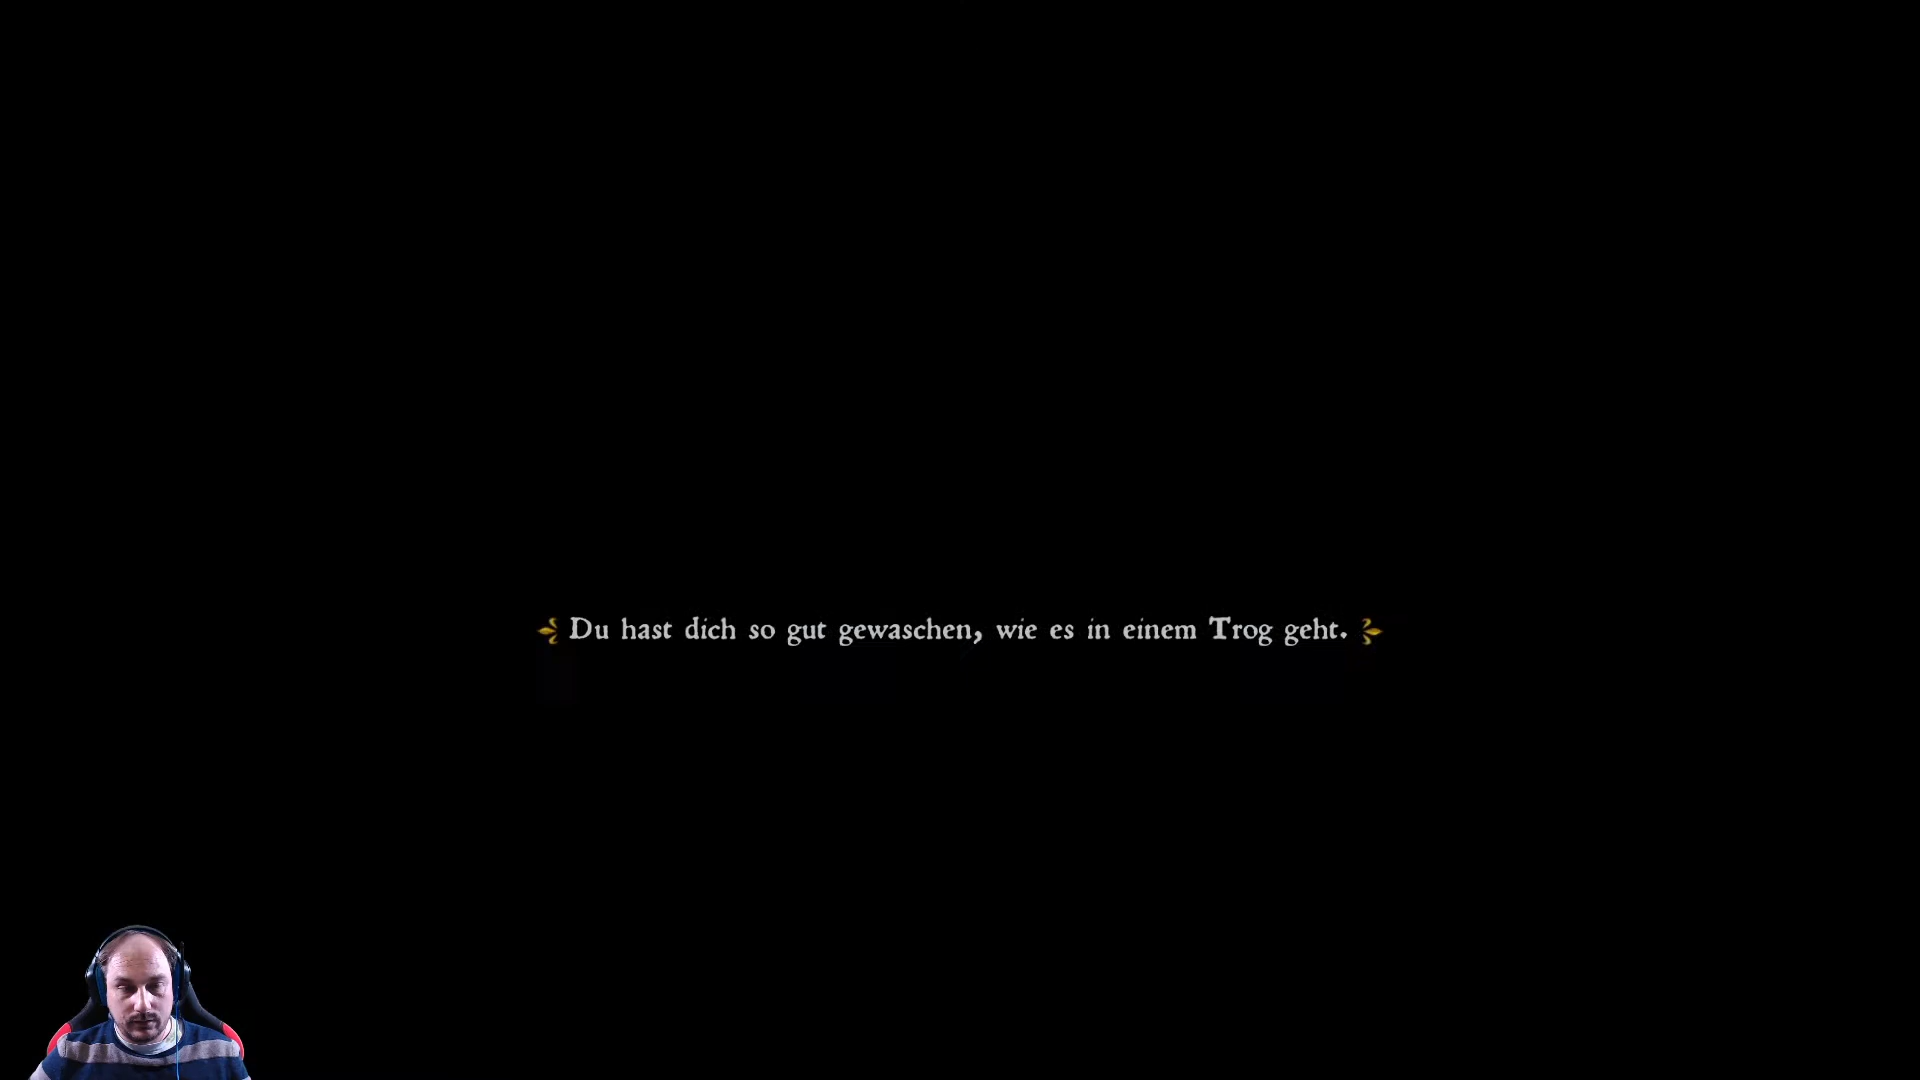 Du hast dich so gut gewaschen, wie es in einem Trog geht.